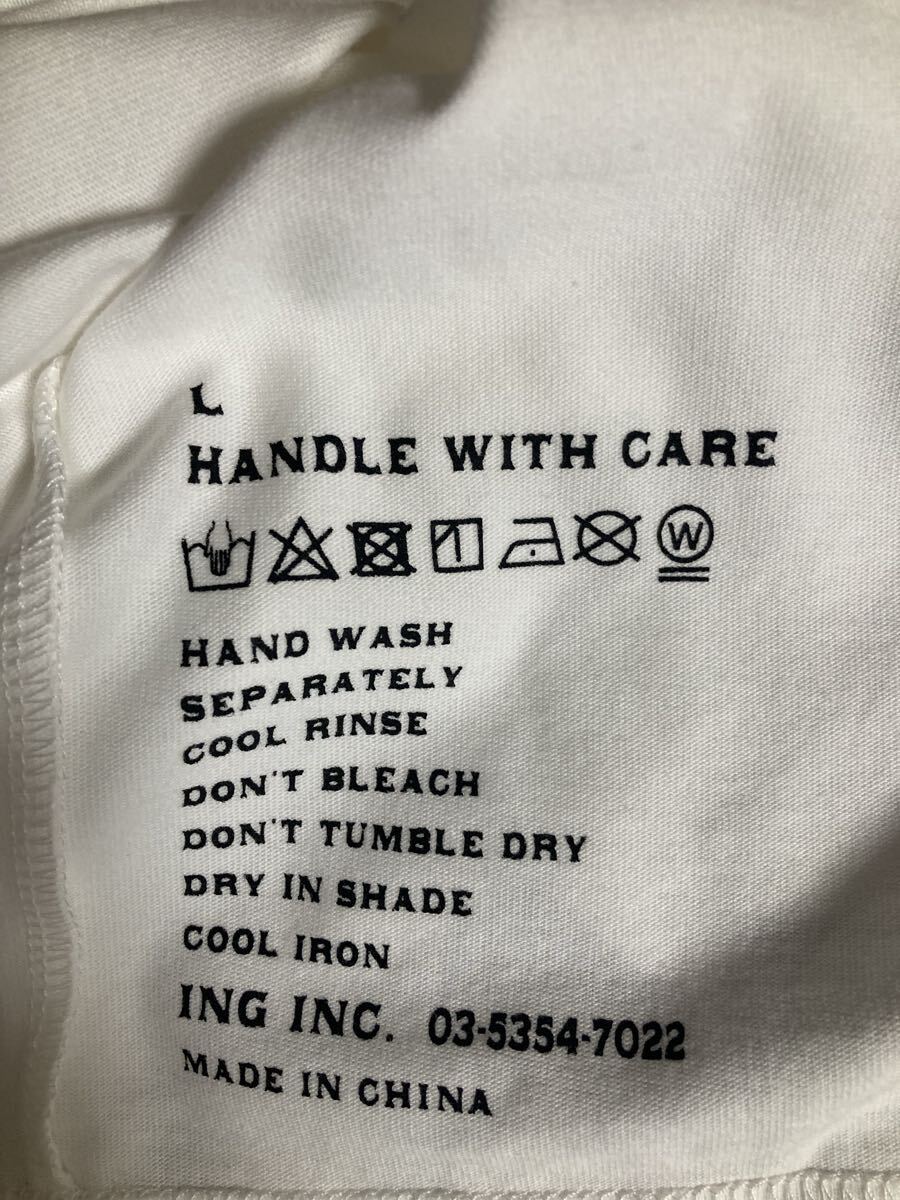 L
HANDLE WITH CARE
W
HAND WASH
SEPARATELY
COOL RINSE
DON'T BLEACH
DON'T TUMBLE DRY
DRY IN SHADE
COOL IRON
ING INC. 03-5354-7022
MADE IN CHINA